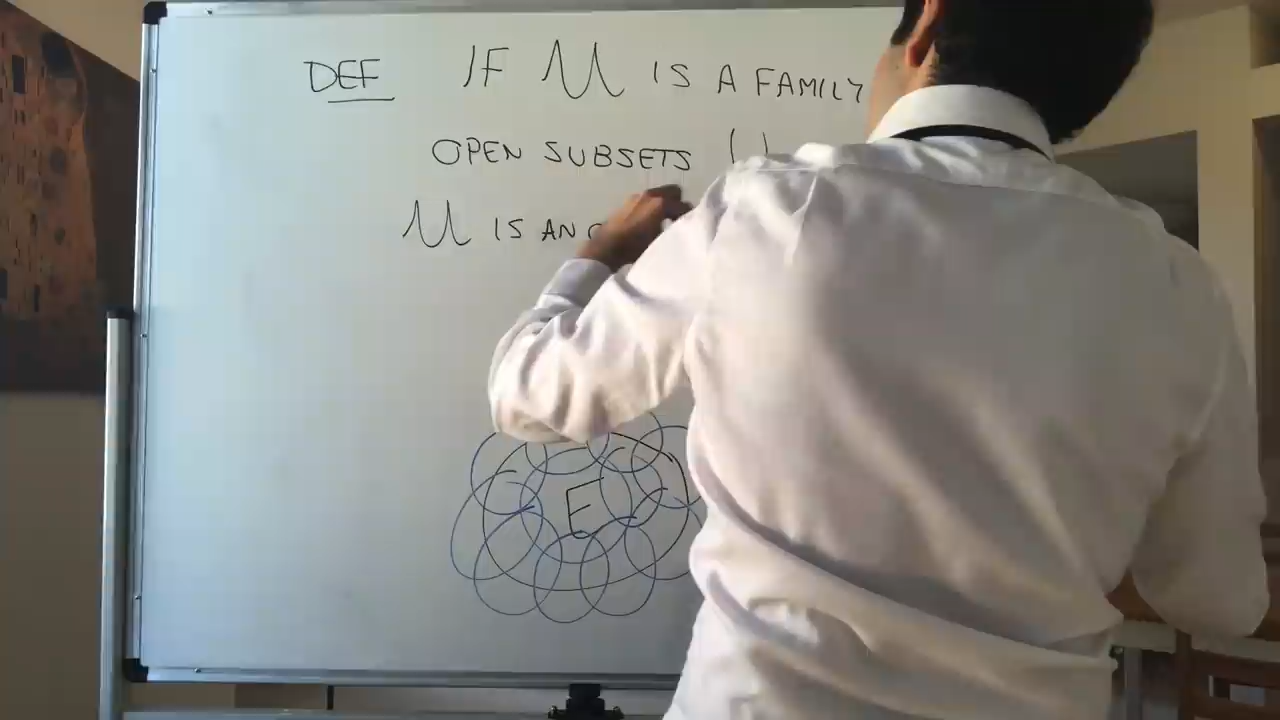 DEF IF U IS A FAMILY
OPEN SUBSETS U
U IS AN
E